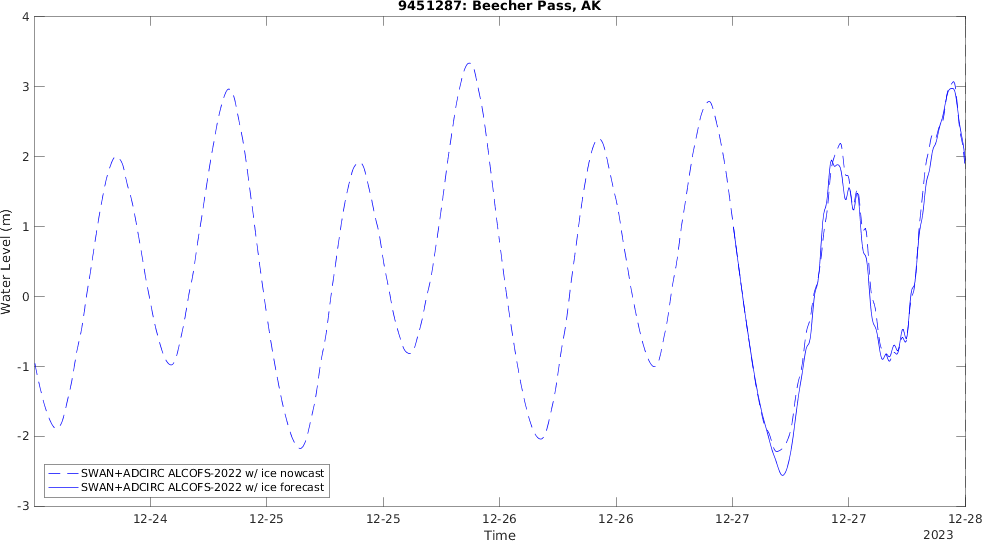 9451287: Beecher Pass, AK
4
3
2
1
0
-1
-2
-3
Water Level (m)
SWAN+ADCIRC ALCOFS-2022 w/ ice nowcast
SWAN+ADCIRC ALCOFS-2022 w/ ice forecast
12-24 12-25 12-25 12-26 12-26 12-27 12-27 12-28
Time
2023